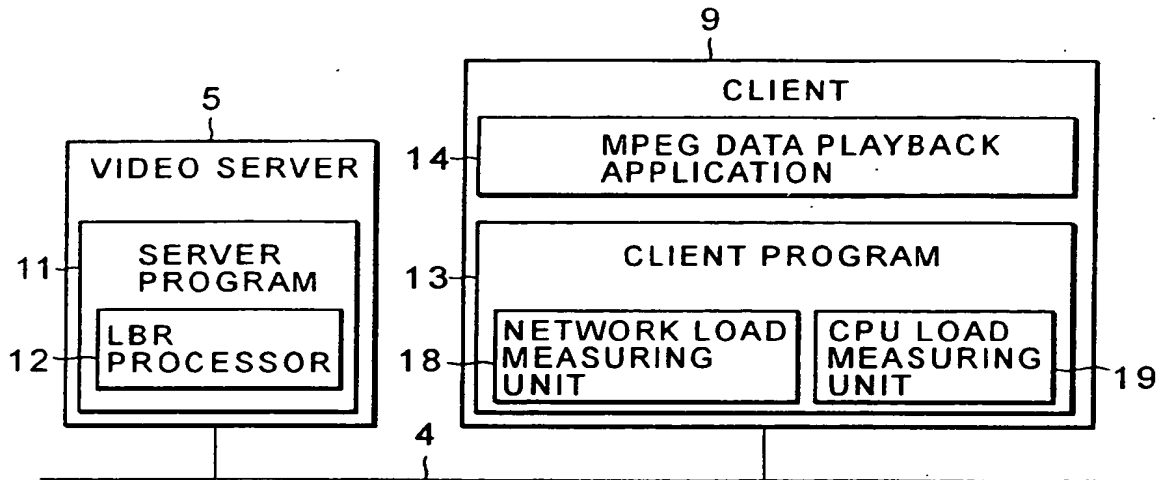 5
VIDEO SERVER
11
SERVER
PROGRAM
12
LBR
PROCESSOR
9
CLIENT
14
MPEG DATA PLAYBACK
APPLICATION
13
CLIENT PROGRAM
18
NETWORK LOAD
MEASURING
UNIT
CPU LOAD
MEASURING
UNIT
19
4